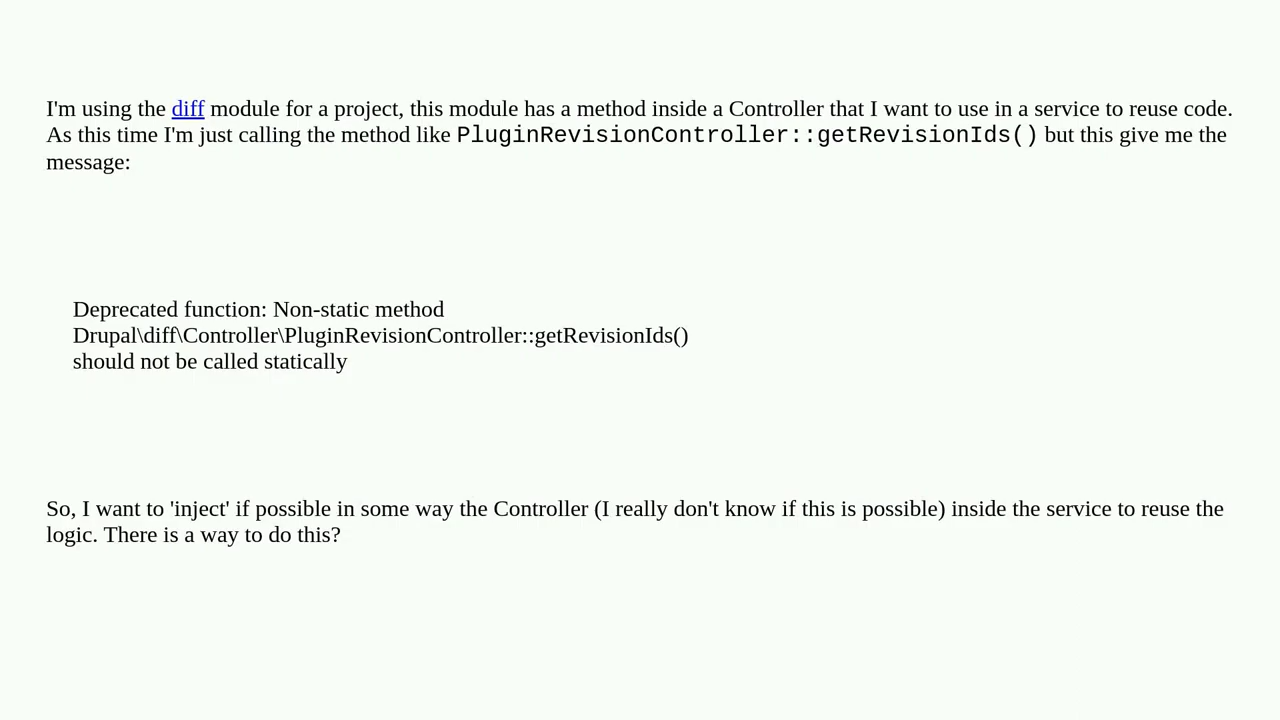 I'm using the diff module for a project, this module has a method inside a Controller that I want to use in a service to reuse code.
As this time I'm just calling the method like PluginRevisionController::getRevisionIds() but this give me the
message:
Deprecated function: Non-static method
Drupal\diff\Controller\PluginRevisionController::getRevisionIds()
should not be called statically
So, I want to 'inject' if possible in some way the Controller (I really don't know if this is possible) inside the service to reuse the
logic. There is a way to do this?